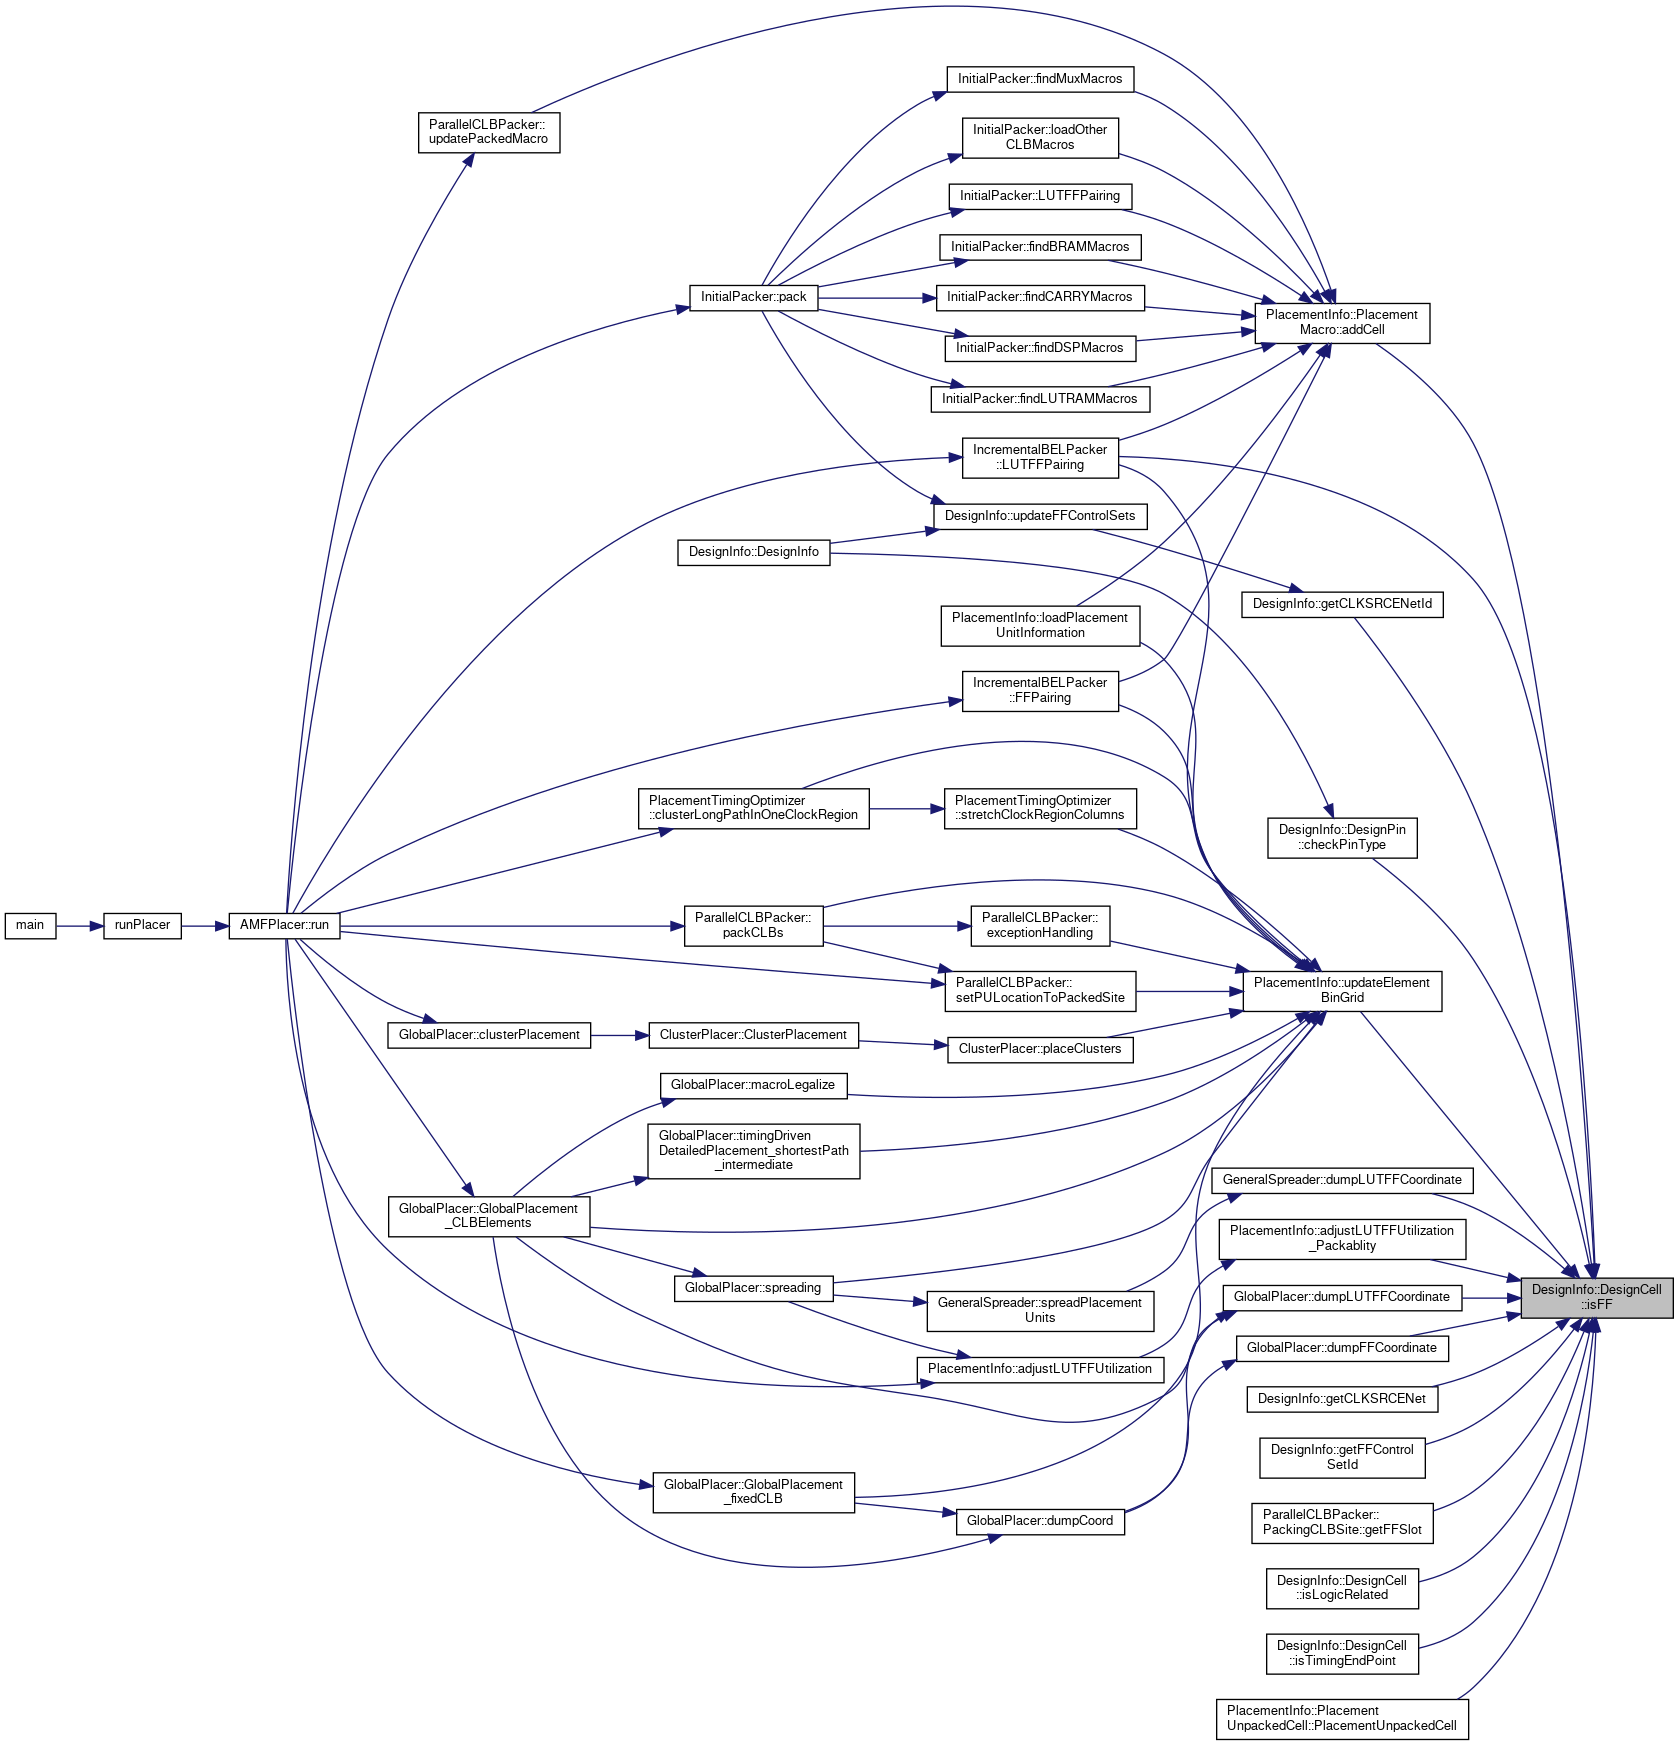 ParallelCLBPacker::
updatePackedMacro
InitialPacker::findMuxMacros
InitialPacker::loadOther
CLBMacros
InitialPacker::LUTFFPairing
InitialPacker::findBRAMMacros
InitialPacker::pack
InitialPacker::findCARRYMacros
PlacementInfo::Placement
Macro::addCell
InitialPacker::findDSPMacros
InitialPacker::findLUTRAMMacros
IncrementalBELPacker
::LUTFFPairing
DesignInfo::updateFFControlSets
DesignInfo::DesignInfo
DesignInfo::getCLKSRCENetId
PlacementInfo::loadPlacement
UnitInformation
IncrementalBELPacker
::FFPairing
PlacementTimingOptimizer
::clusterLongPathInOneClockRegion
PlacementTimingOptimizer
::stretchClockRegionColumns
DesignInfo::DesignPin
::checkPinType
main
runPlacer
AMFPlacer::run
ParallelCLBPacker::
packCLBs
ParallelCLBPacker::
exceptionHandling
ParallelCLBPacker::
setPULocationToPackedSite
PlacementInfo::updateElement
BinGrid
GlobalPlacer::clusterPlacement
ClusterPlacer::ClusterPlacement
ClusterPlacer::placeClusters
GlobalPlacer::macroLegalize
GlobalPlacer::timingDriven
DetailedPlacement_shortestPath
_intermediate
GeneralSpreader::dumpLUTFFCoordinate
GlobalPlacer::GlobalPlacement
_CLBElements
PlacementInfo::adjustLUTFFUtilization
_Packablity
GlobalPlacer::spreading
GeneralSpreader::spreadPlacement
Units
GlobalPlacer::dumpLUTFFCoordinate
DesignInfo::DesignCell
::isFF
GlobalPlacer::dumpFFCoordinate
PlacementInfo::adjustLUTFFUtilization
DesignInfo::getCLKSRCENet
DesignInfo::getFFControl
SetId
GlobalPlacer::GlobalPlacement
_fixedCLB
GlobalPlacer::dumpCoord
ParallelCLBPacker::
PackingCLBSite::getFFSlot
DesignInfo::DesignCell
::isLogicRelated
DesignInfo::DesignCell
::isTimingEndPoint
PlacementInfo::Placement
UnpackedCell::PlacementUnpackedCell